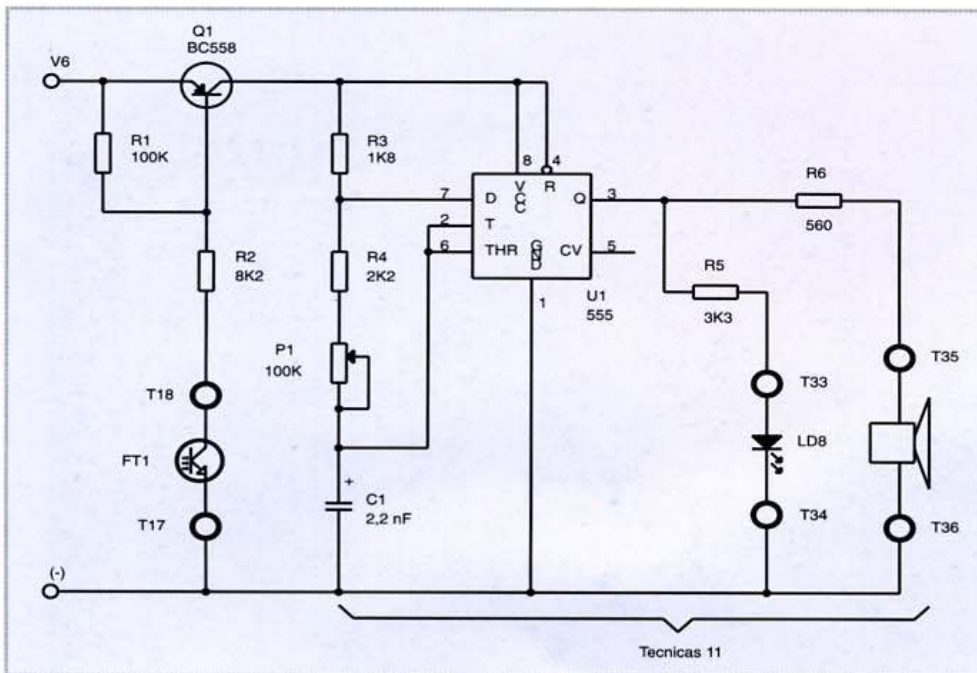 Q1
BC558
V6
R1
100K
R3
1K8
8 4
V
C
C
R
7 D Q 3
2 T
6 THR
G
N
D
CV 5
1
U1
555
R6
560
R2
8K2
R4
2K2
R5
3K3
P1
100K
T35
T18
T33
FT1
LD8
+
C1
2,2 nF
T17
T34
T36
(-)
Tecnicas 11